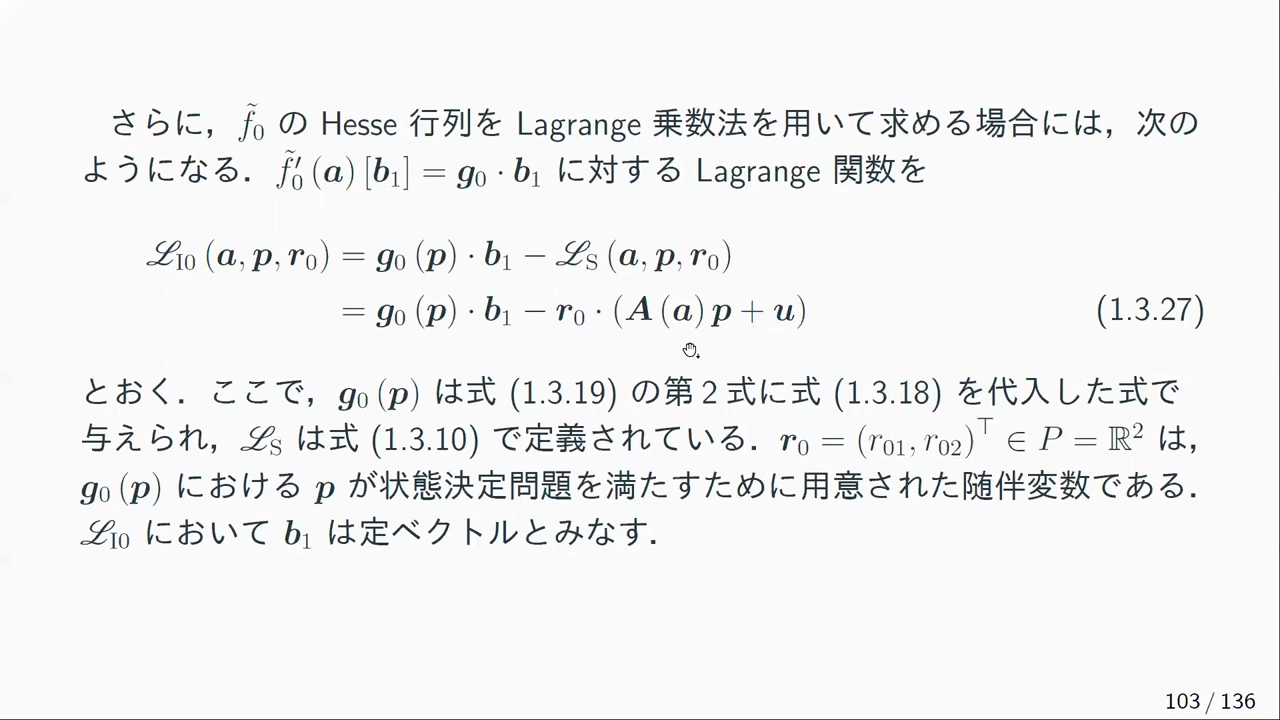 さらに，f̃₀ の Hesse 行列を Lagrange 乗数法を用いて求める場合には，次の
ようになる．f̃₀′(a)[b₁] = g₀ · b₁ に対する Lagrange 関数を
ℒ_I0 (a, p, r₀) = g₀ (p) · b₁ − ℒ_S (a, p, r₀)
= g₀ (p) · b₁ − r₀ · (A (a) p + u) (1.3.27)
とおく．ここで，g₀ (p) は式 (1.3.19) の第 2 式に式 (1.3.18) を代入した式で
与えられ，ℒ_S は式 (1.3.10) で定義されている．r₀ = (r₀₁, r₀₂)^⊤ ∈ P = ℝ² は，
g₀ (p) における p が状態決定問題を満たすために用意された随伴変数である．
ℒ_I0 において b₁ は定ベクトルとみなす．
103 / 136